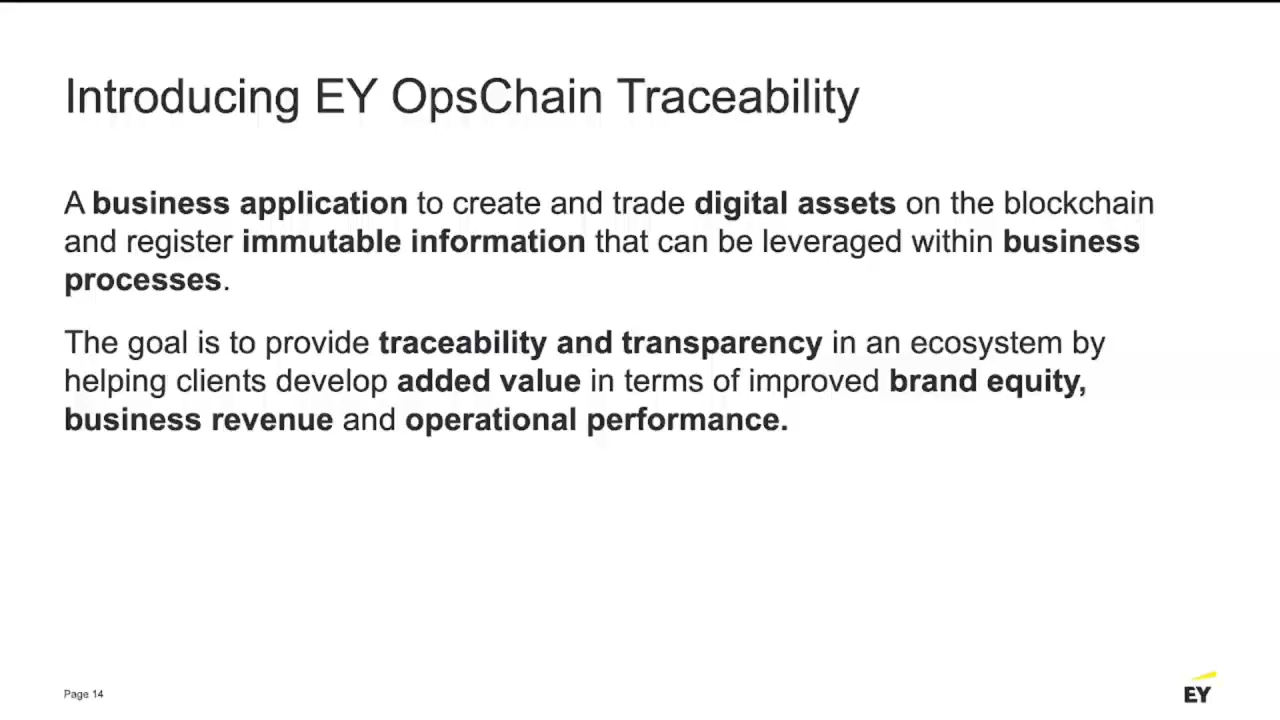 Introducing EY OpsChain Traceability
A business application to create and trade digital assets on the blockchain
and register immutable information that can be leveraged within business
processes.
The goal is to provide traceability and transparency in an ecosystem by
helping clients develop added value in terms of improved brand equity,
business revenue and operational performance.
Page 14
EY